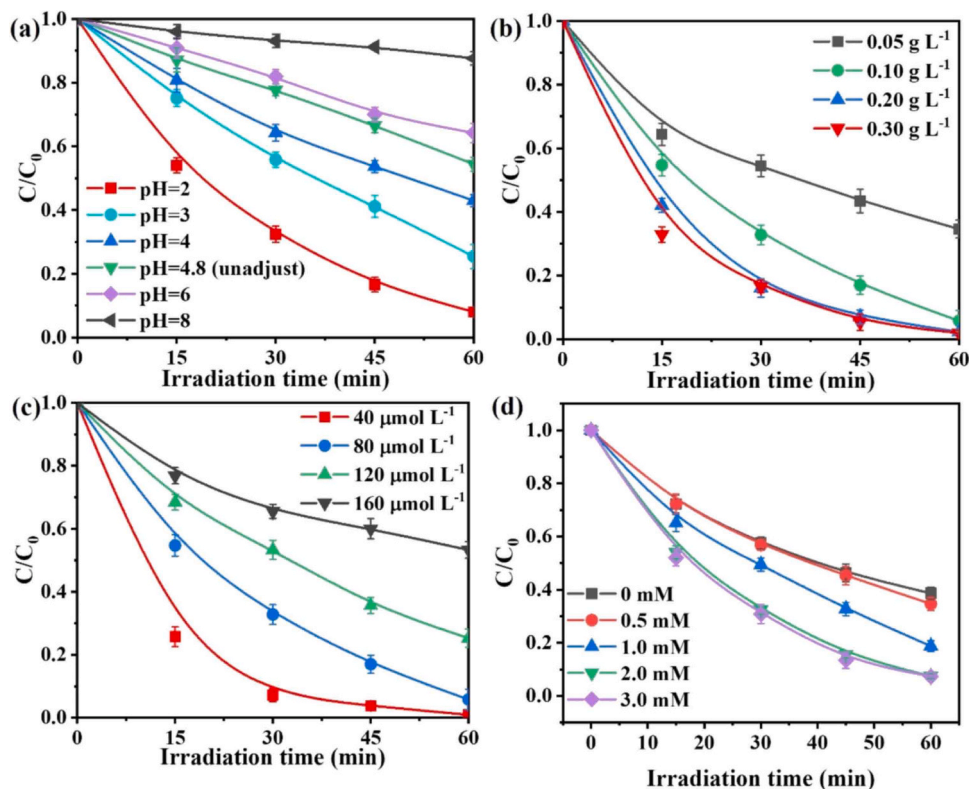 (a)
1.0
0.8
0.6
0.4
0.2
0.0
C/C0
pH=2
pH=3
pH=4
pH=4.8 (unadjust)
pH=6
pH=8
0 15 30 45 60
Irradiation time (min)
(b)
1.0
0.8
0.6
0.4
0.2
0.0
C/C0
0.05 g L-1
0.10 g L-1
0.20 g L-1
0.30 g L-1
0 15 30 45 60
Irradiation time (min)
(c)
1.0
0.8
0.6
0.4
0.2
0.0
C/C0
40 μmol L-1
80 μmol L-1
120 μmol L-1
160 μmol L-1
0 15 30 45 60
Irradiation time (min)
(d)
1.0
0.8
0.6
0.4
0.2
0.0
C/C0
0 mM
0.5 mM
1.0 mM
2.0 mM
3.0 mM
0 10 20 30 40 50 60
Irradiation time (min)